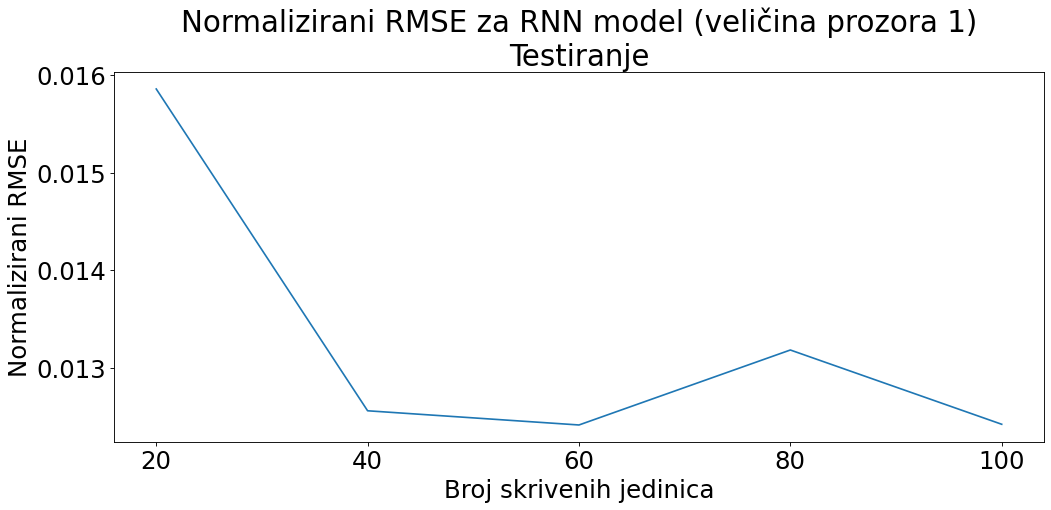 Normalizirani RMSE za RNN model (veličina prozora 1)
Testiranje
Normalizirani RMSE
0.016
0.015
0.014
0.013
20 40 60 80 100
Broj skrivenih jedinica